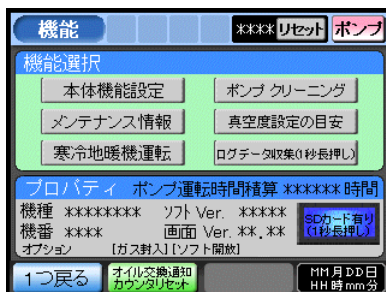 機能 ****リセット ポンプ
機能選択
本体機能設定 ポンプ クリーニング
メンテナンス情報 真空度設定の目安
寒冷地暖機運転 ログデータ収集(1秒長押し)
プロパティ ポンプ運転時間積算 ******時間
機種 ******** ソフト Ver. *****
機番 **** 画面 Ver. **.**
オプション [ガス封入][ソフト開放]
SDカード有り
(1秒長押し)
1つ戻る オイル交換通知
カウンタリセット
MM月DD日
HH時mm分